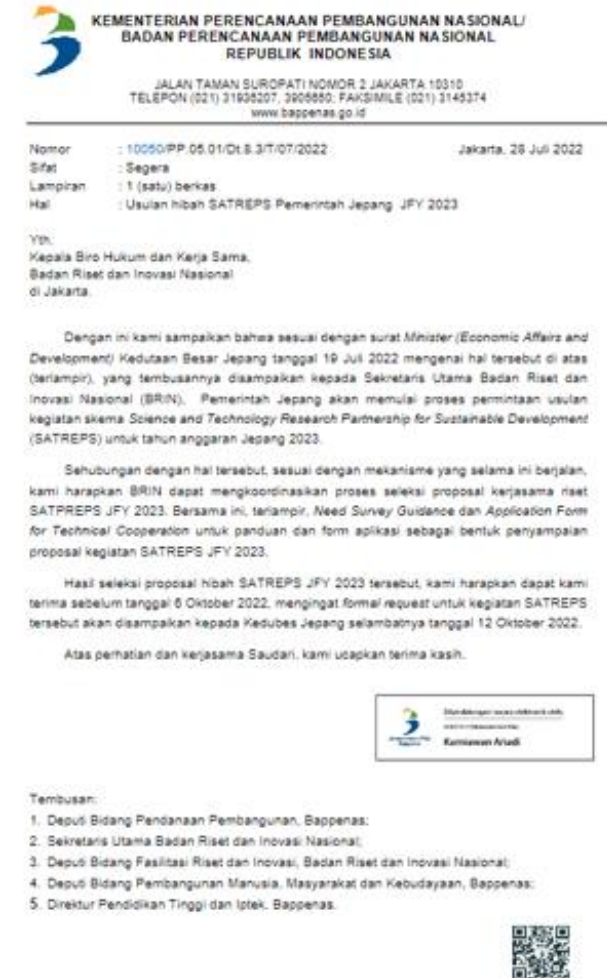 KEMENTERIAN PERENCANAAN PEMBANGUNAN NASIONAL/
BADAN PERENCANAAN PEMBANGUNAN NASIONAL
REPUBLIK INDONESIA
JALAN TAMAN SUROPATI NOMOR 2 JAKARTA 10310
TELEPON (021) 31936207, 3905650; FAKSIMILE (021) 3145374
www.bappenas.go.id
Nomor : 10050/PP.05.01/Dt.8.3/T/07/2022 Jakarta, 28 Juli 2022
Sifat : Segera
Lampiran : 1 (satu) berkas
Hal : Usulan hibah SATREPS Pemerintah Jepang JFY 2023
Yth.
Kepala Biro Hukum dan Kerja Sama,
Badan Riset dan Inovasi Nasional
di Jakarta.
Dengan ini kami sampaikan bahwa sesuai dengan surat Minister (Economic Affairs and
Development) Kedutaan Besar Jepang tanggal 19 Juli 2022 mengenai hal tersebut di atas
(terlampir), yang tembusannya disampaikan kepada Sekretaris Utama Badan Riset dan
Inovasi Nasional (BRIN), Pemerintah Jepang akan memulai proses permintaan usulan
kegiatan skema Science and Technology Research Partnership for Sustainable Development
(SATREPS) untuk tahun anggaran Jepang 2023.
Sehubungan dengan hal tersebut, sesuai dengan mekanisme yang selama ini berjalan,
kami harapkan BRIN dapat mengkoordinasikan proses seleksi proposal kerjasama riset
SATPREPS JFY 2023. Bersama ini, terlampir, Need Survey Guidance dan Application Form
for Technical Cooperation untuk panduan dan form aplikasi sebagai bentuk penyampaian
proposal kegiatan SATREPS JFY 2023.
Hasil seleksi proposal hibah SATREPS JFY 2023 tersebut, kami harapkan dapat kami
terima sebelum tanggal 6 Oktober 2022, mengingat formal request untuk kegiatan SATREPS
tersebut akan disampaikan kepada Kedubes Jepang selambatnya tanggal 12 Oktober 2022.
Atas perhatian dan kerjasama Saudari, kami ucapkan terima kasih.
Ditandatangani secara elektronik oleh:
Kurniawan Ariadi
Tembusan:
1. Deputi Bidang Pendanaan Pembangunan, Bappenas;
2. Sekretaris Utama Badan Riset dan Inovasi Nasional;
3. Deputi Bidang Fasilitasi Riset dan Inovasi, Badan Riset dan Inovasi Nasional;
4. Deputi Bidang Pembangunan Manusia, Masyarakat dan Kebudayaan, Bappenas;
5. Direktur Pendidikan Tinggi dan Iptek, Bappenas.